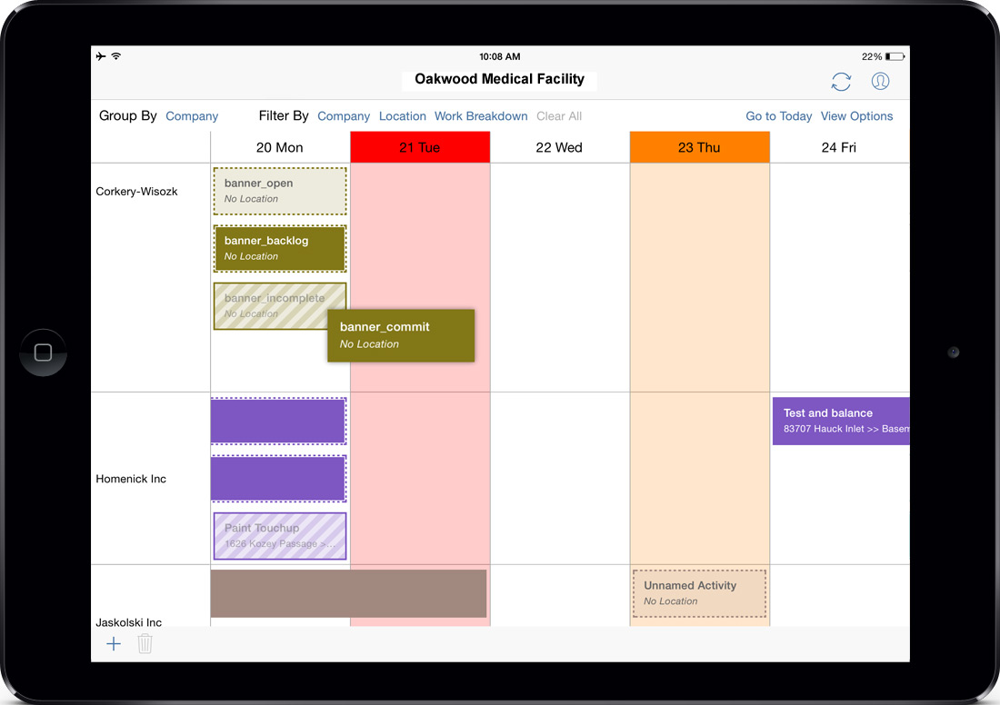 10:08 AM
22%
Oakwood Medical Facility
Group By Company Filter By Company Location Work Breakdown Clear All Go to Today View Options
20 Mon 21 Tue 22 Wed 23 Thu 24 Fri
Corkery-Wisozk
banner_open
No Location
banner_backlog
No Location
banner_incomplete
No Location
banner_commit
No Location
Homenick Inc
Test and balance
83707 Hauck Inlet >> Basem
Paint Touchup
1626 Kozey Passage >...
Jaskolski Inc
Unnamed Activity
No Location